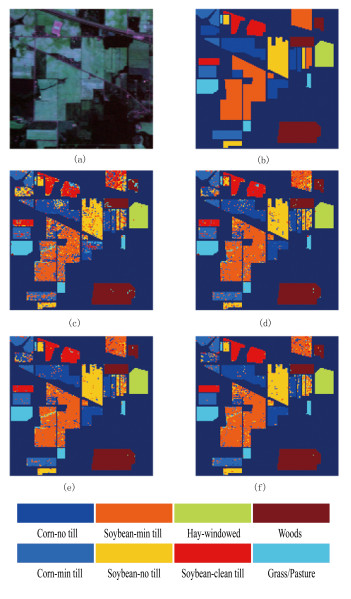 (a) (b)
(c) (d)
(e) (f)
Corn-no till Soybean-min till Hay-windowed Woods
Corn-min till Soybean-no till Soybean-clean till Grass/Pasture